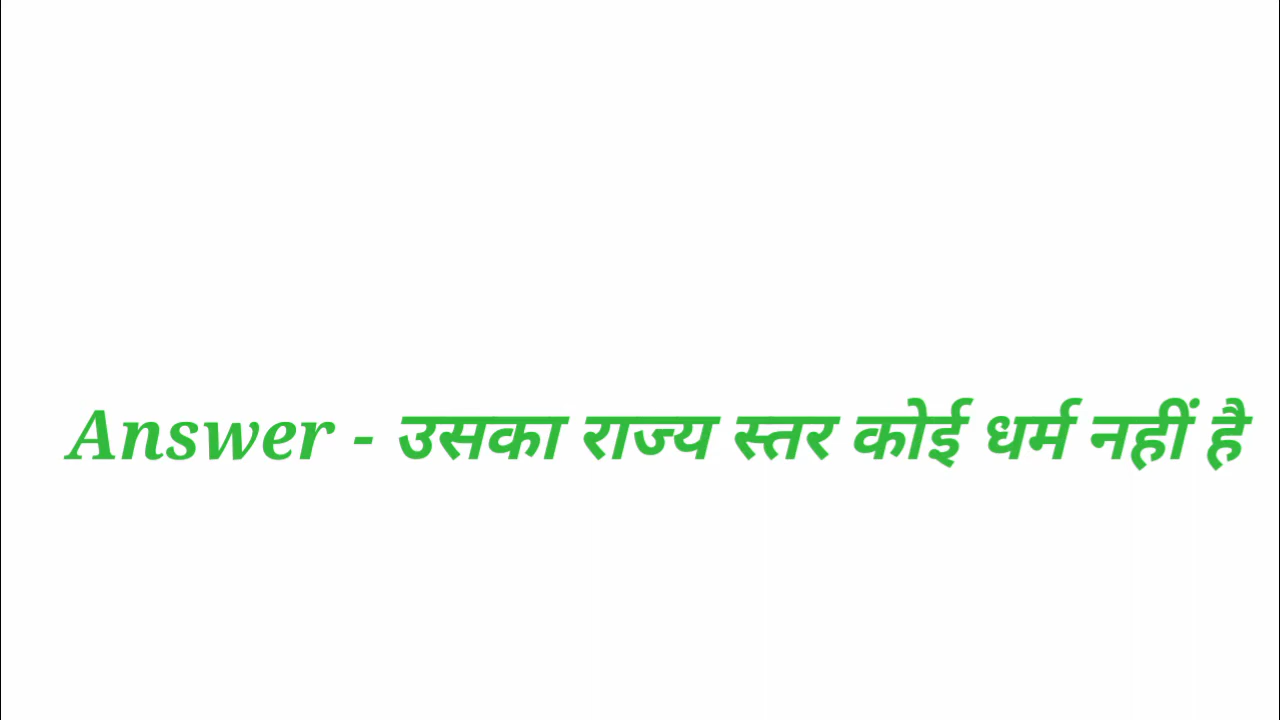 Answer - उसका राज्य स्तर कोई धर्म नहीं है